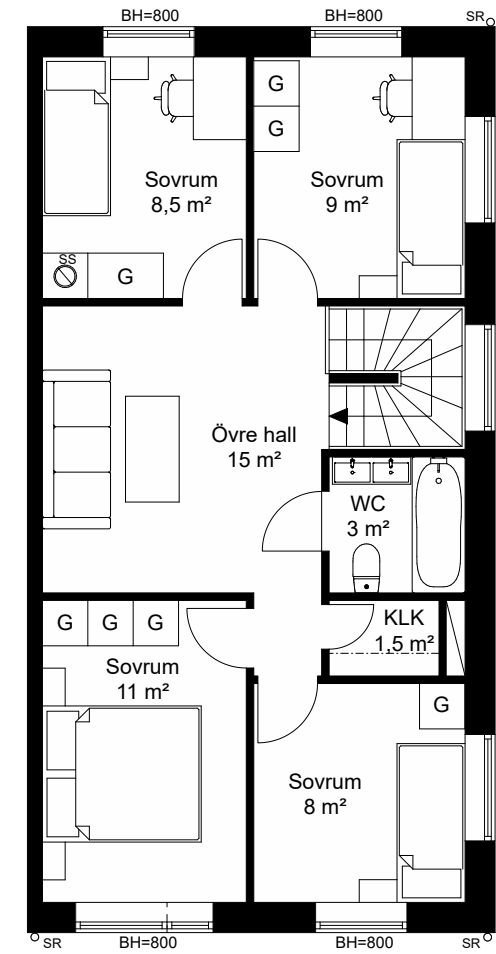 BH=800
BH=800
SR
G
G
Sovrum
8,5 m²
Sovrum
9 m²
SS
G
Övre hall
15 m²
WC
3 m²
G
G
G
KLK
1,5 m²
Sovrum
11 m²
G
Sovrum
8 m²
SR
BH=800
BH=800
SR